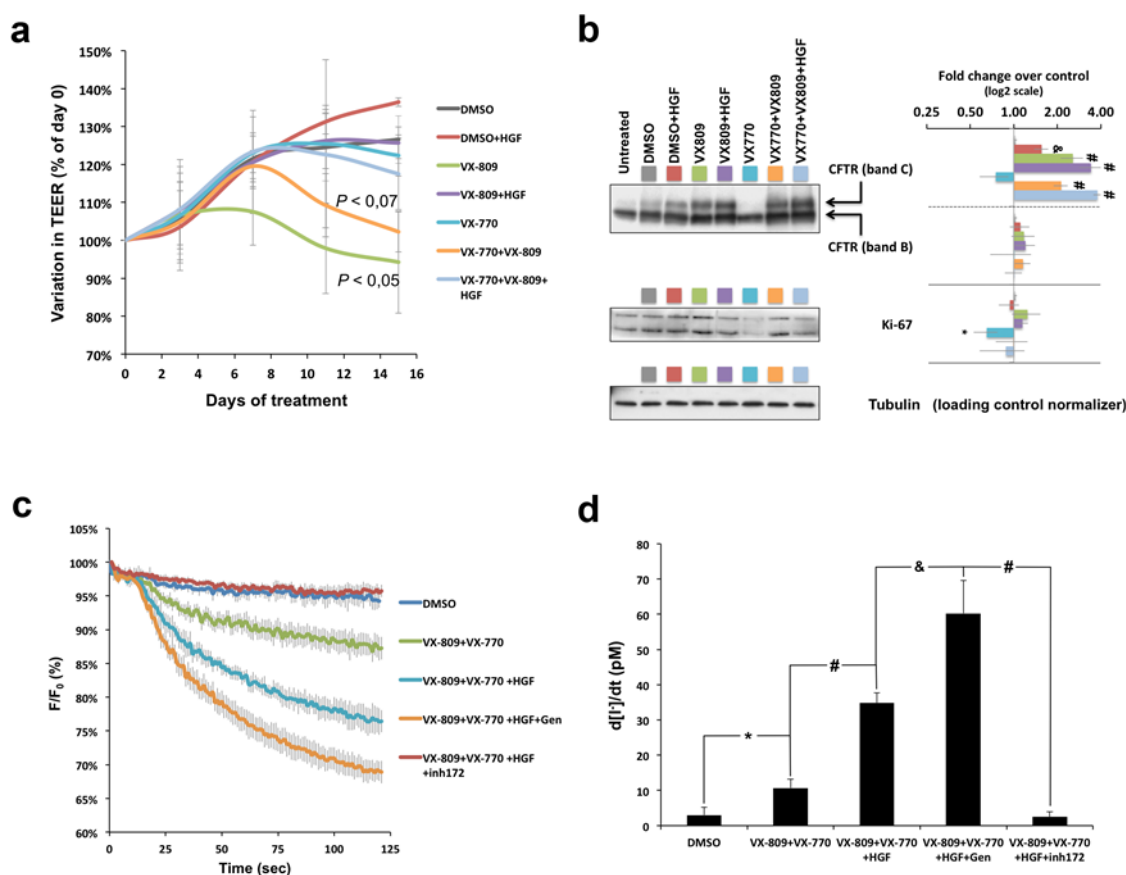 a
150%
140%
130%
120%
110%
100%
90%
80%
70%
0 2 4 6 8 10 12 14 16
Variation in TEER (% of day 0)
Days of treatment
P < 0,07
P < 0,05
DMSO
DMSO+HGF
VX-809
VX-809+HGF
VX-770
VX-770+VX-809
VX-770+VX-809+
HGF
b
Untreated
DMSO
DMSO+HGF
VX809
VX809+HGF
VX770
VX770+VX809
VX770+VX809+HGF
CFTR (band C)
CFTR (band B)
Ki-67
Tubulin (loading control normalizer)
Fold change over control
(log2 scale)
0.25 0.50 1.00 2.00 4.00
&
#
#
#
#
*
c
105%
100%
95%
90%
85%
80%
75%
70%
65%
60%
0 25 50 75 100 125
F/F0 (%)
Time (sec)
DMSO
VX-809+VX-770
VX-809+VX-770 +HGF
VX-809+VX-770 +HGF+Gen
VX-809+VX-770 +HGF
+inh172
d
80
70
60
50
40
30
20
10
0
d[I-]/dt (pM)
*
#
&
#
DMSO
VX-809+VX-770
VX-809+VX-770
+HGF
VX-809+VX-770
+HGF+Gen
VX-809+VX-770
+HGF+inh172